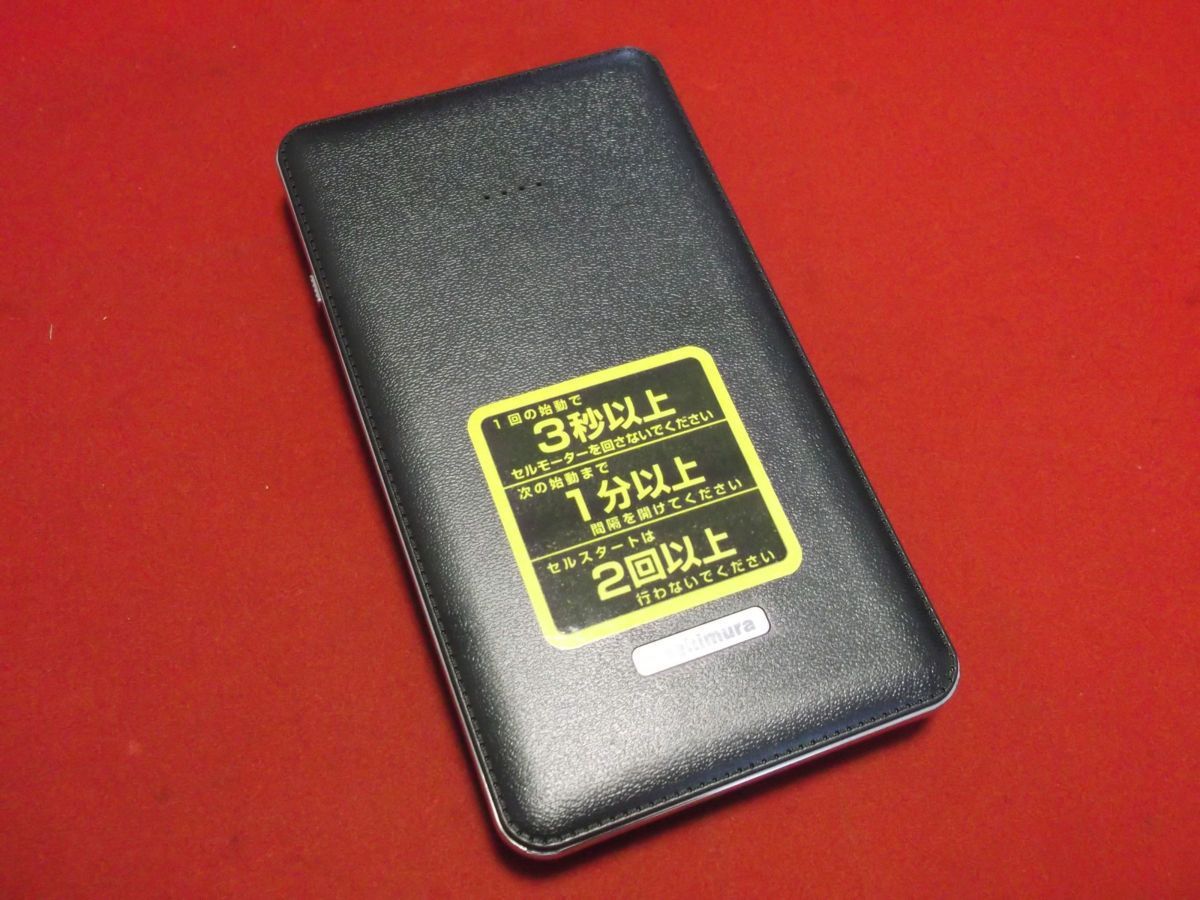 1回の始動で
3秒以上
セルモーターを回さないでください
次の始動まで
1分以上
間隔を開けてください
セルスタートは
2回以上
行わないでください